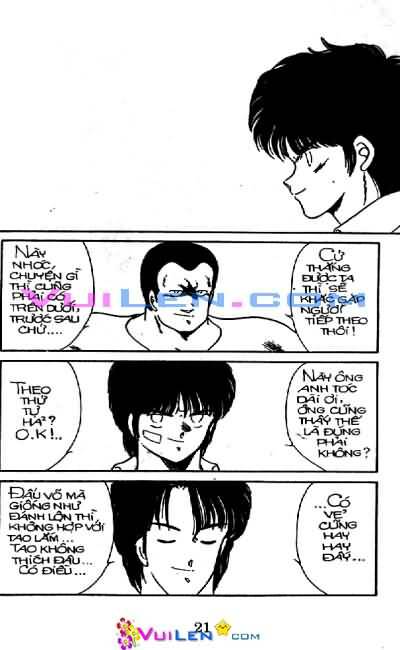 NÀY
NHÓC,
CHUYỆN GÌ
THÌ CŨNG
PHẢI CÓ
TRÊN DƯỚI,
TRƯỚC SAU
CHỨ....
CỨ
THẮNG
ĐƯỢC TA
THÌ SẼ
KHẮC GẶP
NGƯỜI
TIẾP THEO
THÔI!
VUILEN.COM
THEO
THỨ
TỰ
HẢ?
O.K!..
NÀY ÔNG
ANH TÓC
DÀI ƠI,
ÔNG CŨNG
THẤY THẾ
LÀ ĐÚNG
PHẢI
KHÔNG?
ĐẤU VÕ MÀ
GIỐNG NHƯ
ĐÁNH LỘN THÌ
KHÔNG HỢP VỚI
TAO LẮM...
TAO KHÔNG
THÍCH ĐÂU...
CÓ ĐIỀU...
...CÓ
VẺ
CŨNG
HAY
HAY
ĐẤY...
21
VUILEN.COM